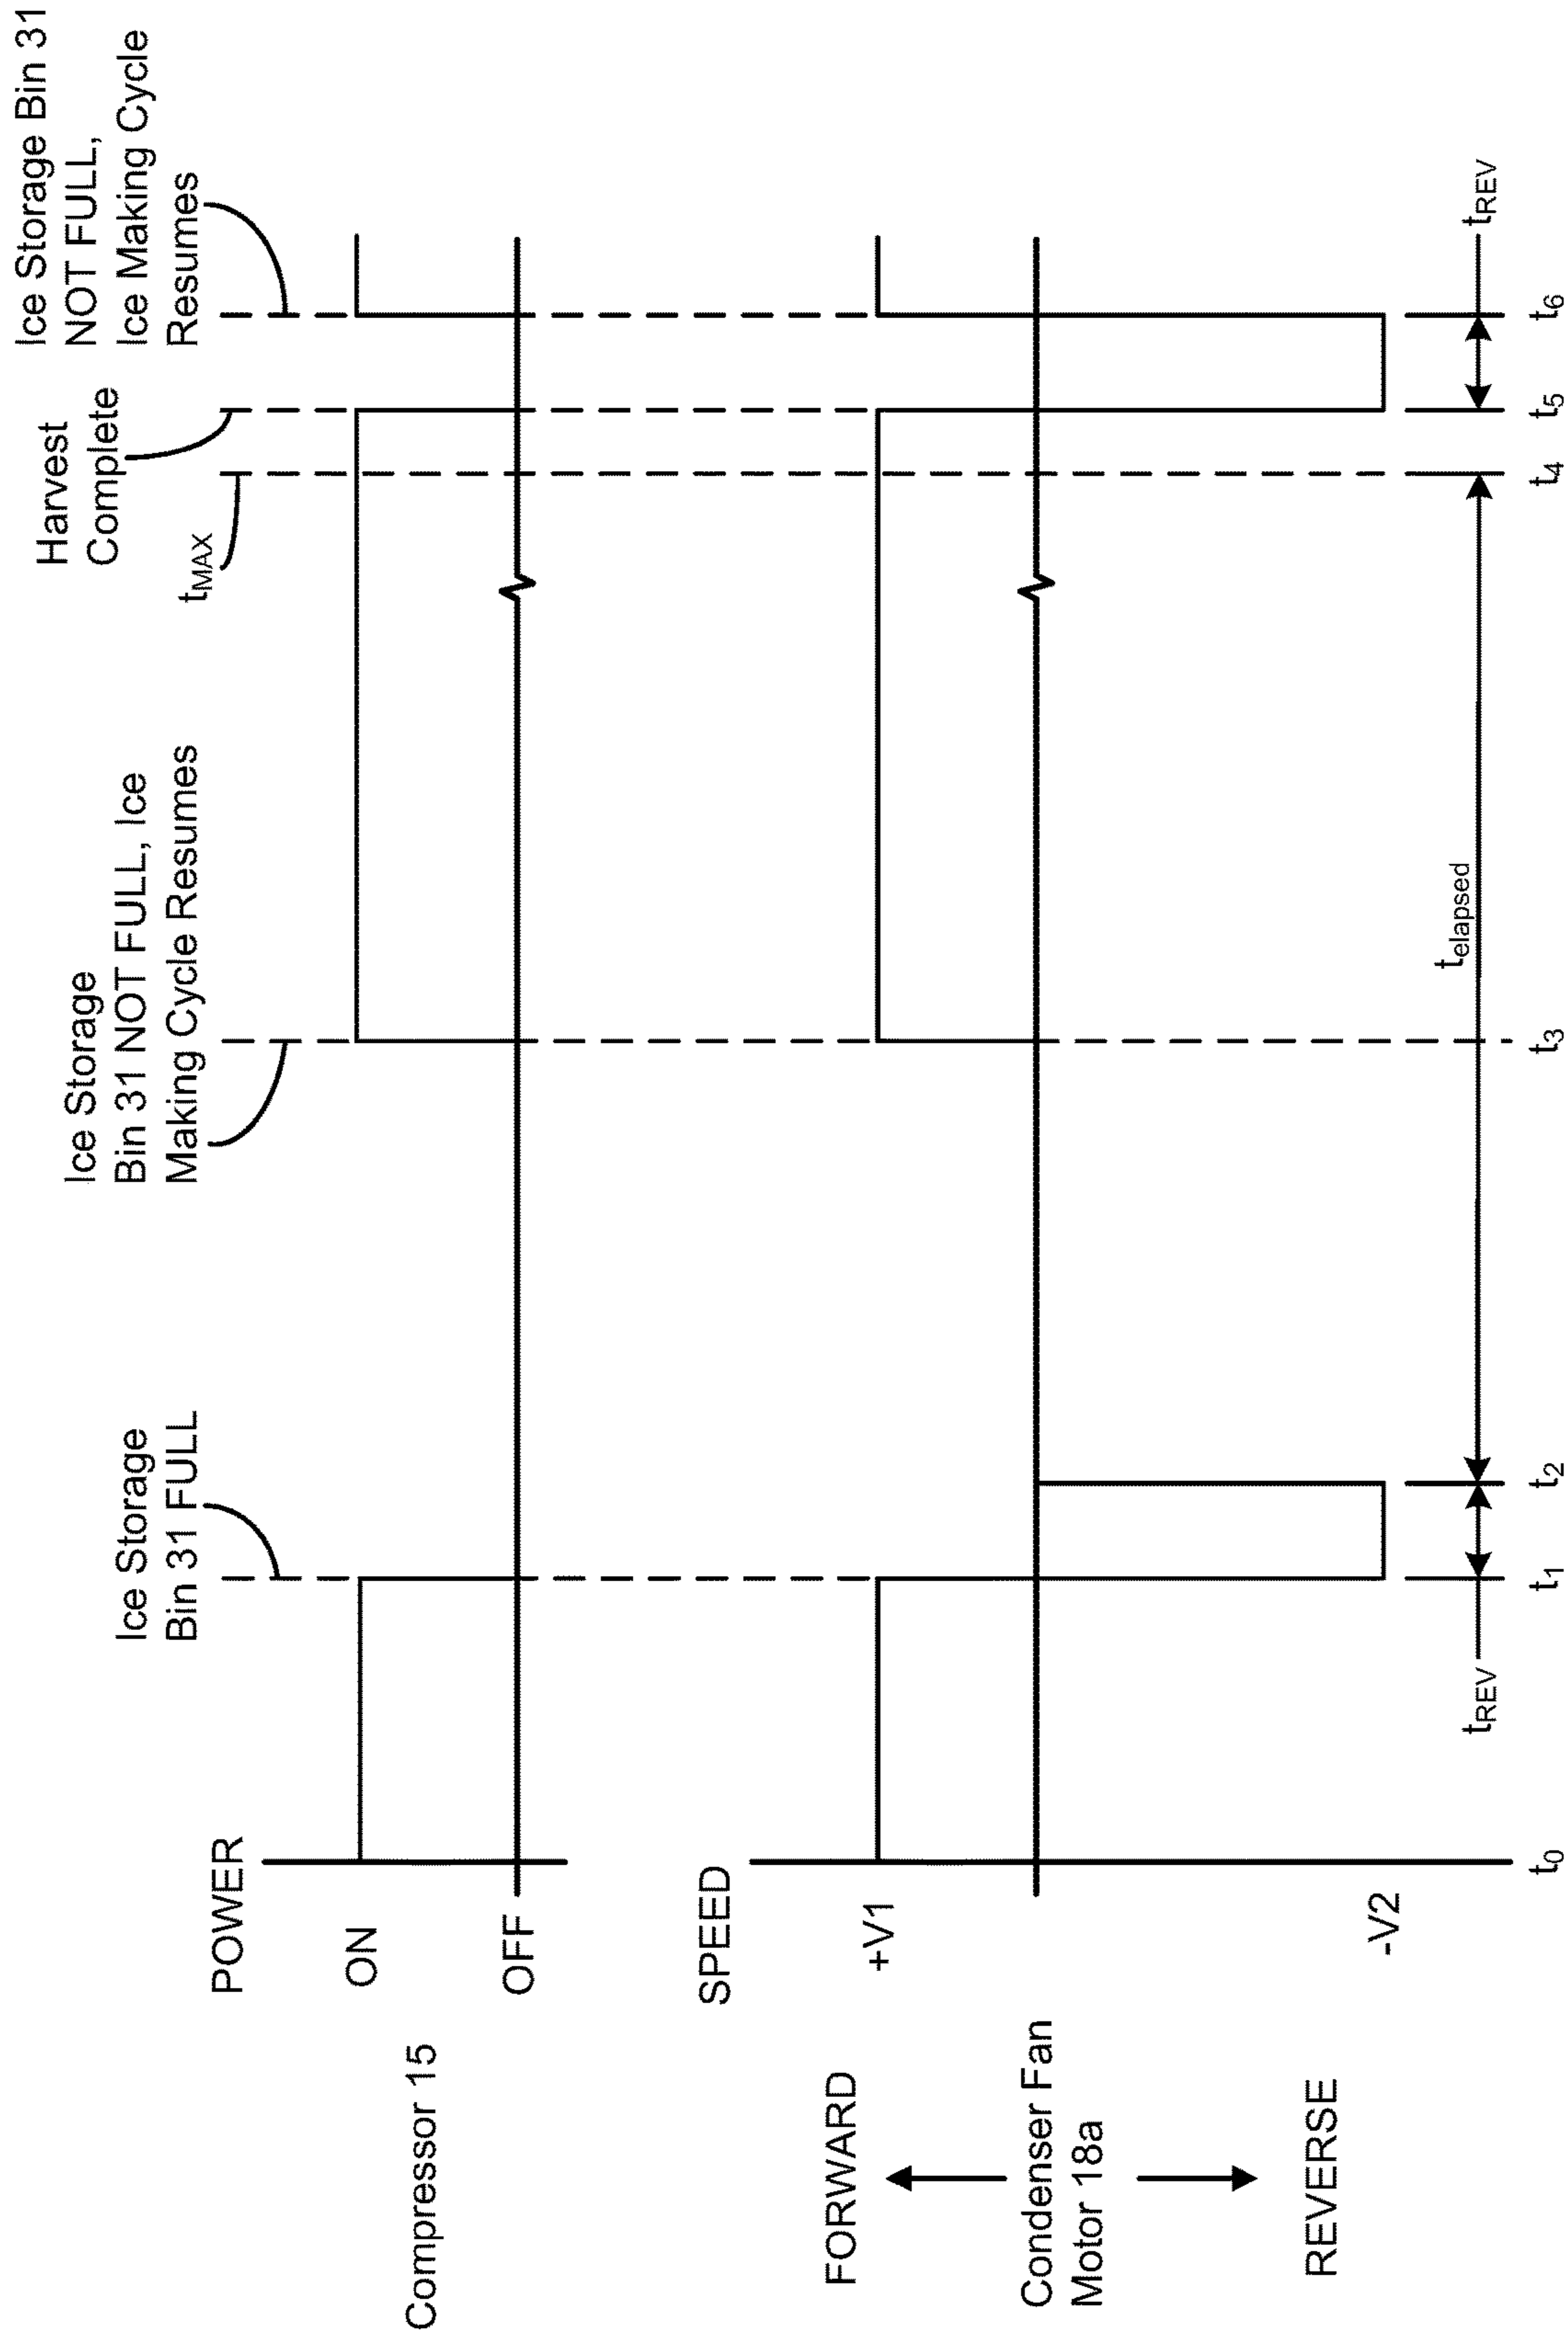 Ice Storage
Bin 31 FULL
Ice Storage
Bin 31 NOT FULL, Ice
Making Cycle Resumes
Harvest
Complete
tMAX
Ice Storage Bin 31
NOT FULL,
Ice Making Cycle
Resumes
POWER
ON
OFF
Compressor 15
SPEED
+V1
-V2
FORWARD
Condenser Fan
Motor 18a
REVERSE
tREV
telapsed
tREV
t0
t1
t2
t3
t4
t5
t6